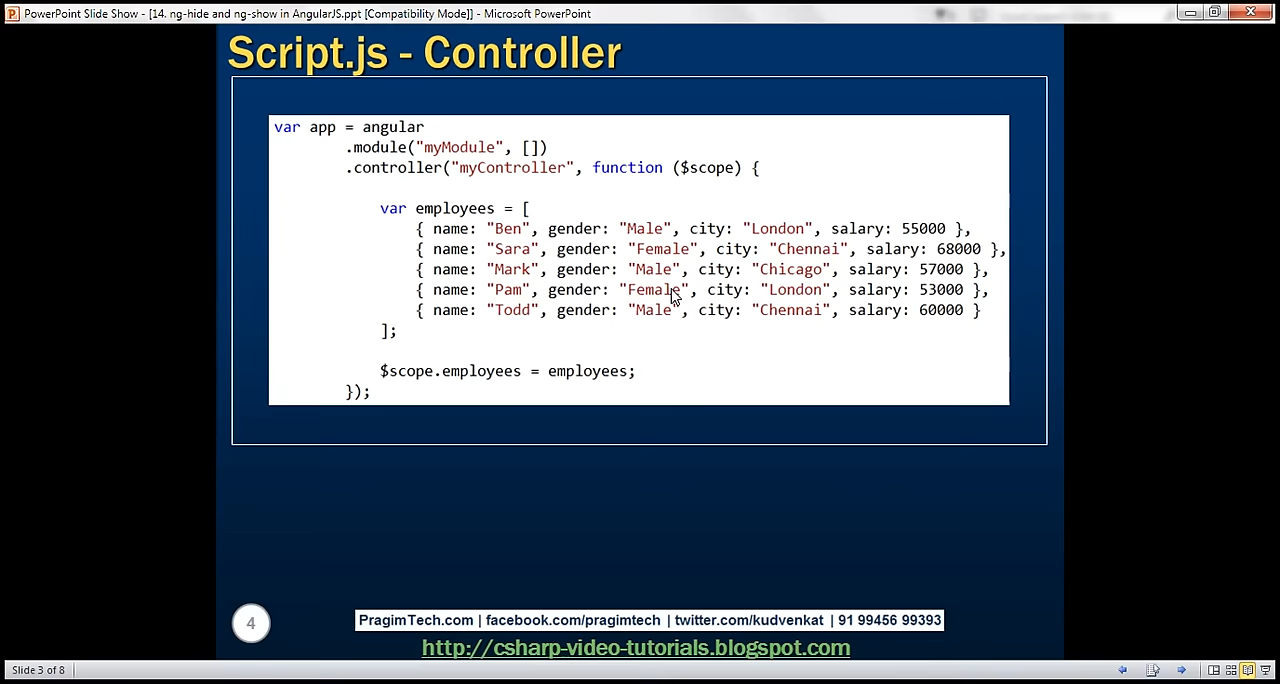 PowerPoint Slide Show - [14. ng-hide and ng-show in AngularJS.ppt [Compatibility Mode]] - Microsoft PowerPoint
Script.js - Controller
var app = angular
.module("myModule", [])
.controller("myController", function ($scope) {
var employees = [
{ name: "Ben", gender: "Male", city: "London", salary: 55000 },
{ name: "Sara", gender: "Female", city: "Chennai", salary: 68000 },
{ name: "Mark", gender: "Male", city: "Chicago", salary: 57000 },
{ name: "Pam", gender: "Female", city: "London", salary: 53000 },
{ name: "Todd", gender: "Male", city: "Chennai", salary: 60000 }
];
$scope.employees = employees;
});
4
PragimTech.com | facebook.com/pragimtech | twitter.com/kudvenkat | 91 99456 99393
http://csharp-video-tutorials.blogspot.com
Slide 3 of 8